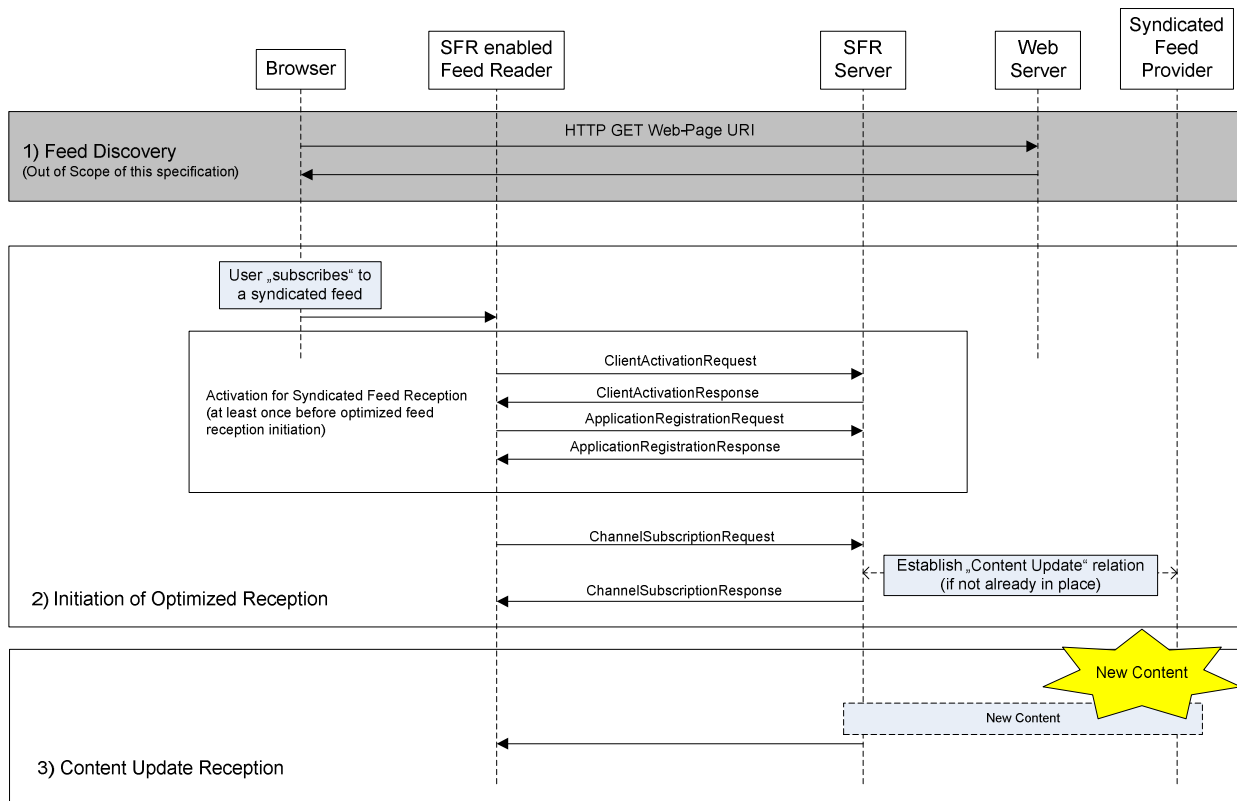 Browser
SFR enabled
Feed Reader
SFR
Server
Web
Server
Syndicated
Feed
Provider
HTTP GET Web-Page URI
1) Feed Discovery
(Out of Scope of this specification)
User „subscribes“ to
a syndicated feed
ClientActivationRequest
Activation for Syndicated Feed Reception
(at least once before optimized feed
reception initiation)
ClientActivationResponse
ApplicationRegistrationRequest
ApplicationRegistrationResponse
ChannelSubscriptionRequest
Establish „Content Update“ relation
(if not already in place)
ChannelSubscriptionResponse
2) Initiation of Optimized Reception
New Content
New Content
3) Content Update Reception